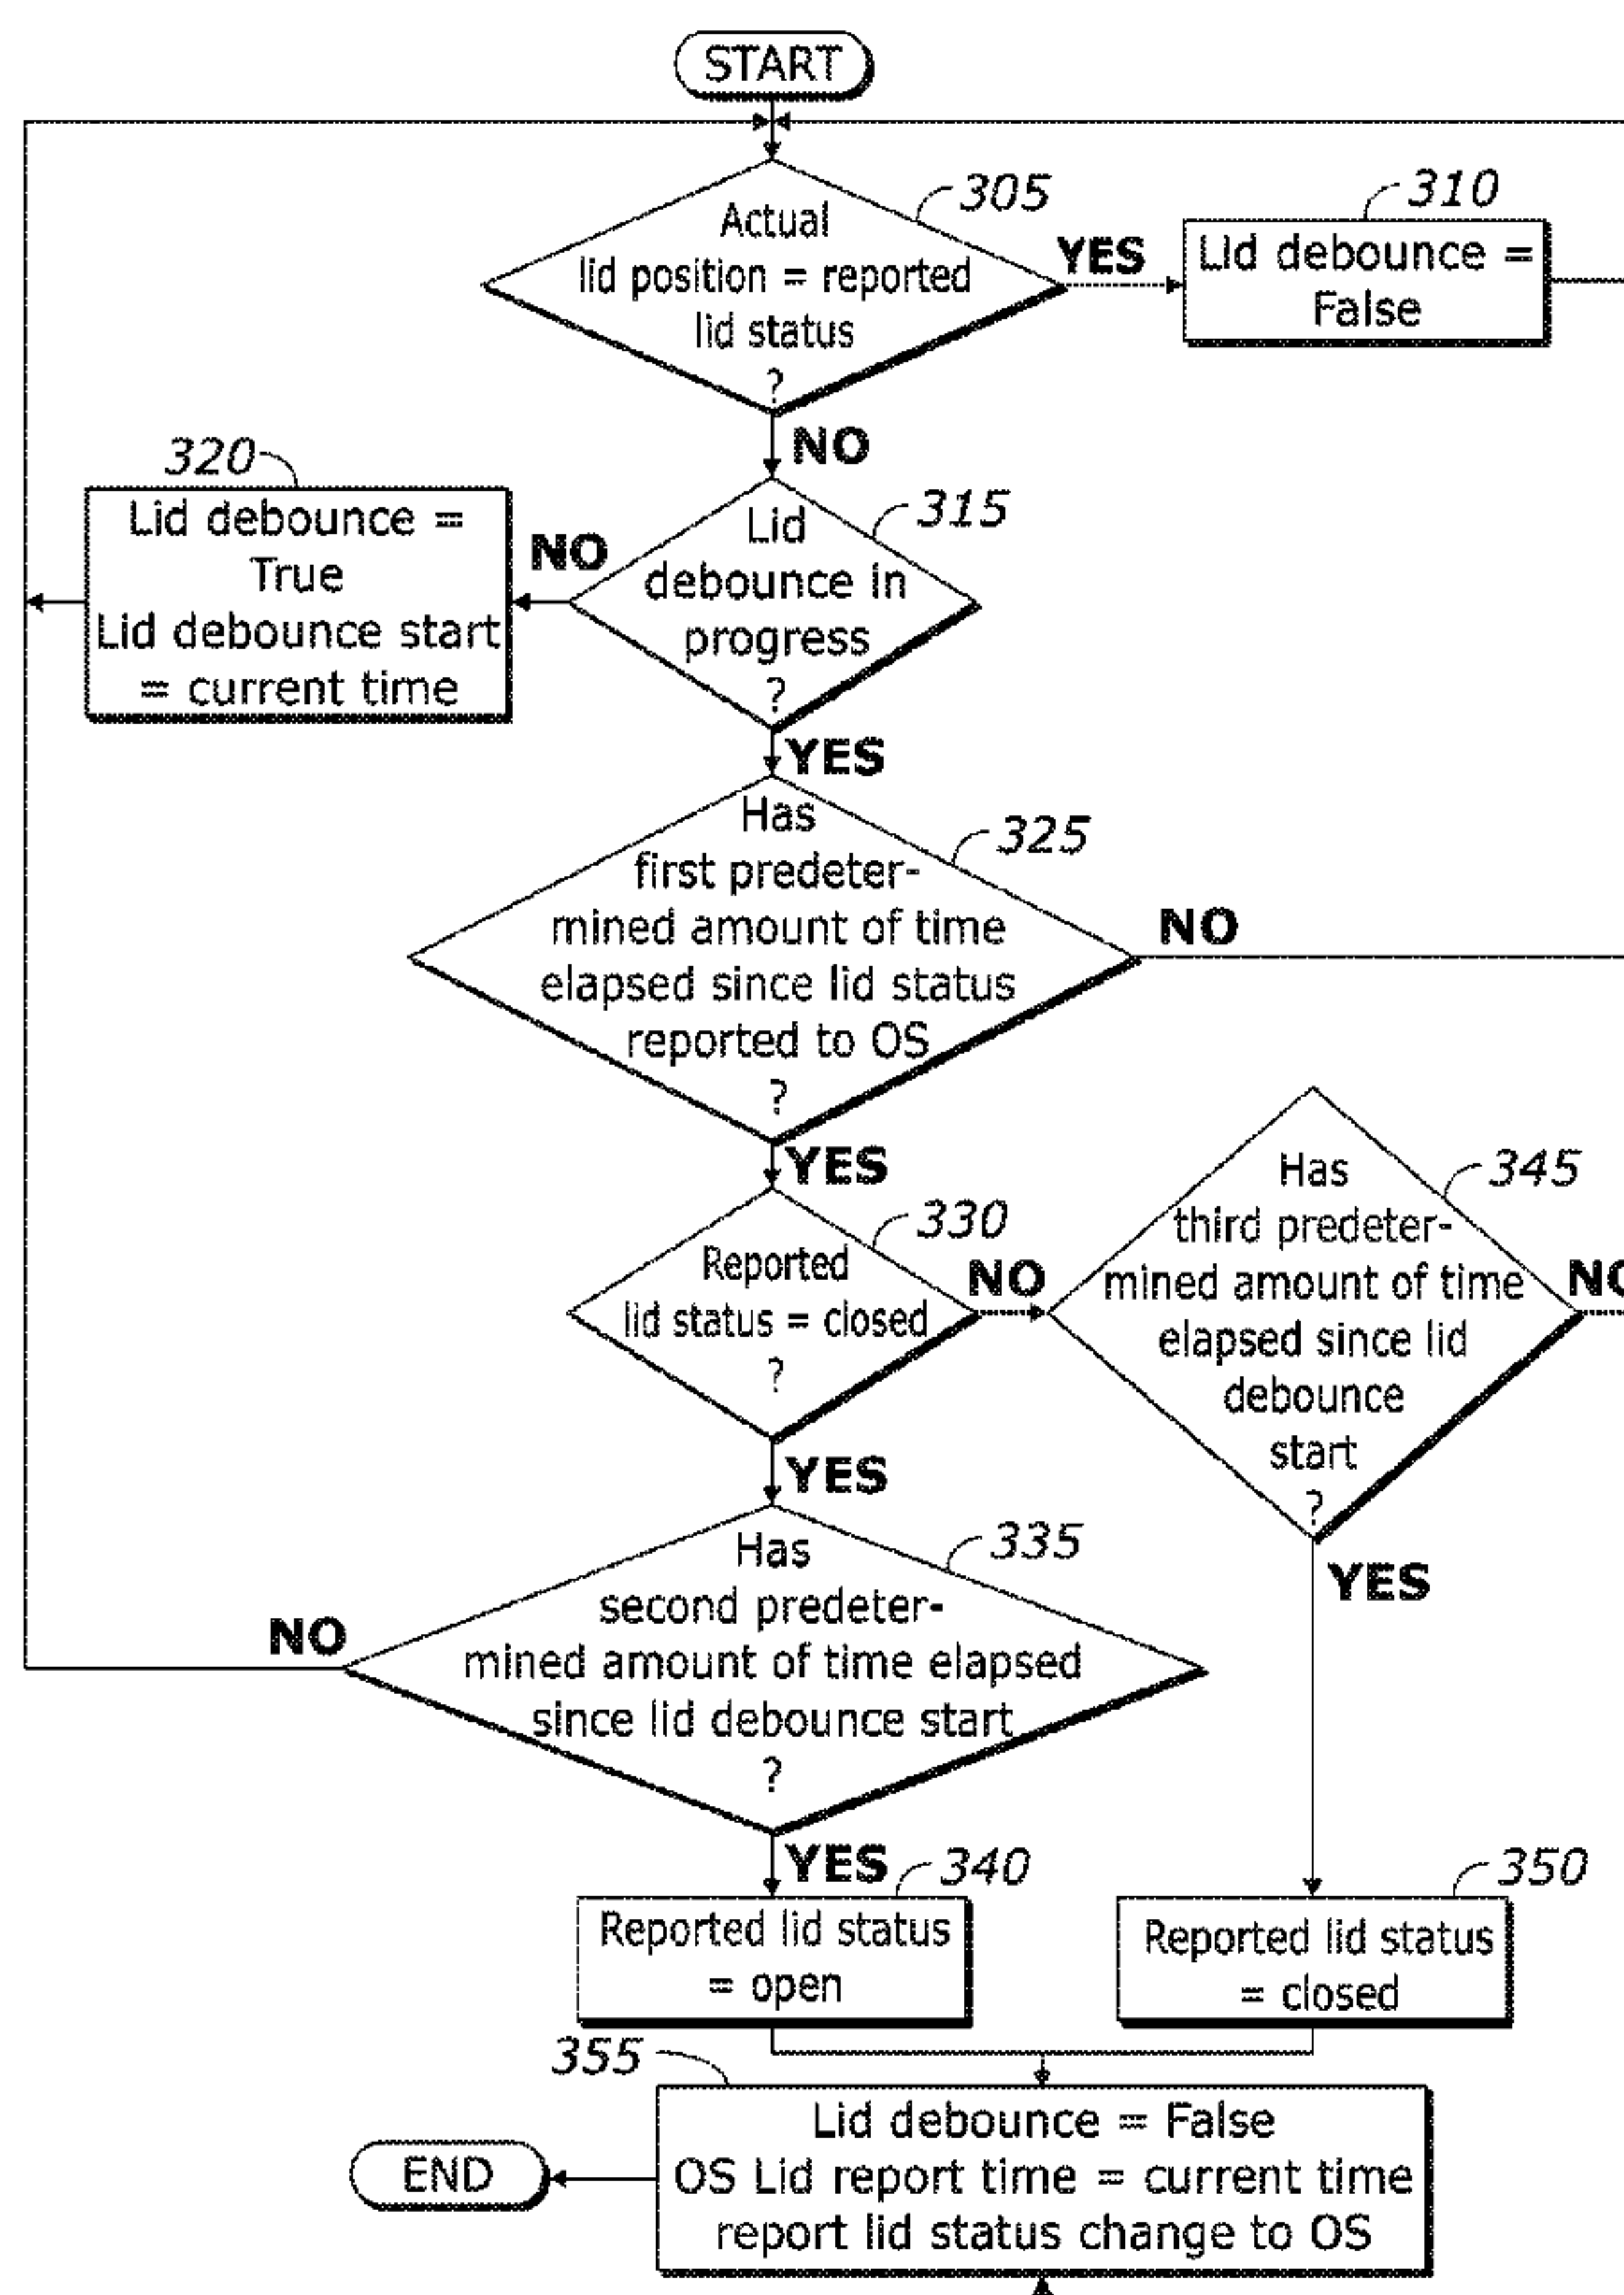 START
305
Actual
lid position = reported
lid status
?
YES
310
Lid debounce =
False
NO
320
Lid debounce =
True
Lid debounce start
= current time
NO
315
Lid
debounce in
progress
?
YES
325
Has
first predeter-
mined amount of time
elapsed since lid status
reported to OS
?
NO
YES
330
Reported
lid status = closed
?
NO
345
Has
third predeter-
mined amount of time
elapsed since lid
debounce
start
?
NO
YES
335
Has
second predeter-
mined amount of time elapsed
since lid debounce start
?
NO
YES
YES
340
Reported lid status
= open
350
Reported lid status
= closed
355
Lid debounce = False
OS Lid report time = current time
report lid status change to OS
END